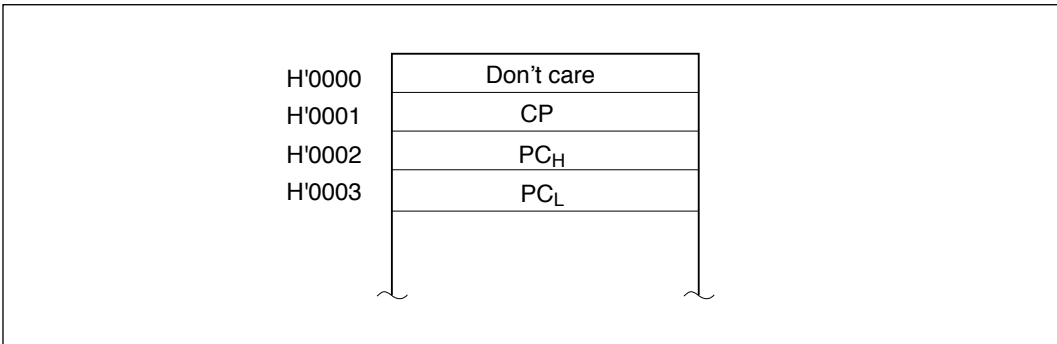 H'0000 Don't care
H'0001 CP
H'0002 PCH
H'0003 PCL